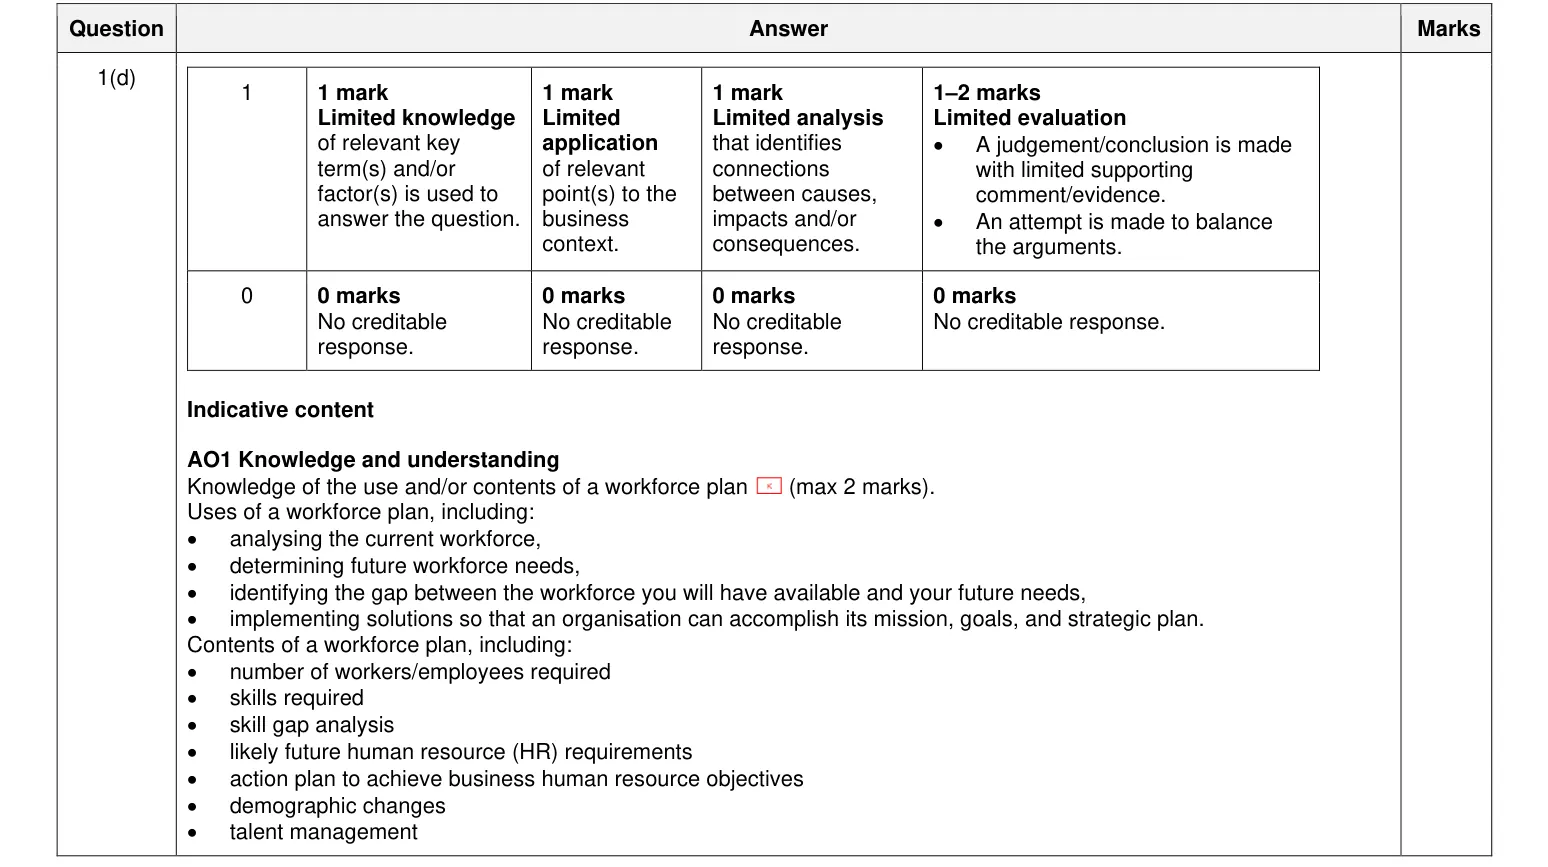 Question Answer Marks
1(d)
1
1 mark
Limited knowledge
of relevant key
term(s) and/or
factor(s) is used to
answer the question.
1 mark
Limited
application
of relevant
point(s) to the
business
context.
1 mark
Limited analysis
that identifies
connections
between causes,
impacts and/or
consequences.
1–2 marks
Limited evaluation
• A judgement/conclusion is made
with limited supporting
comment/evidence.
• An attempt is made to balance
the arguments.
0
0 marks
No creditable
response.
0 marks
No creditable
response.
0 marks
No creditable
response.
0 marks
No creditable response.
Indicative content
AO1 Knowledge and understanding
Knowledge of the use and/or contents of a workforce plan K (max 2 marks).
Uses of a workforce plan, including:
• analysing the current workforce,
• determining future workforce needs,
• identifying the gap between the workforce you will have available and your future needs,
• implementing solutions so that an organisation can accomplish its mission, goals, and strategic plan.
Contents of a workforce plan, including:
• number of workers/employees required
• skills required
• skill gap analysis
• likely future human resource (HR) requirements
• action plan to achieve business human resource objectives
• demographic changes
• talent management